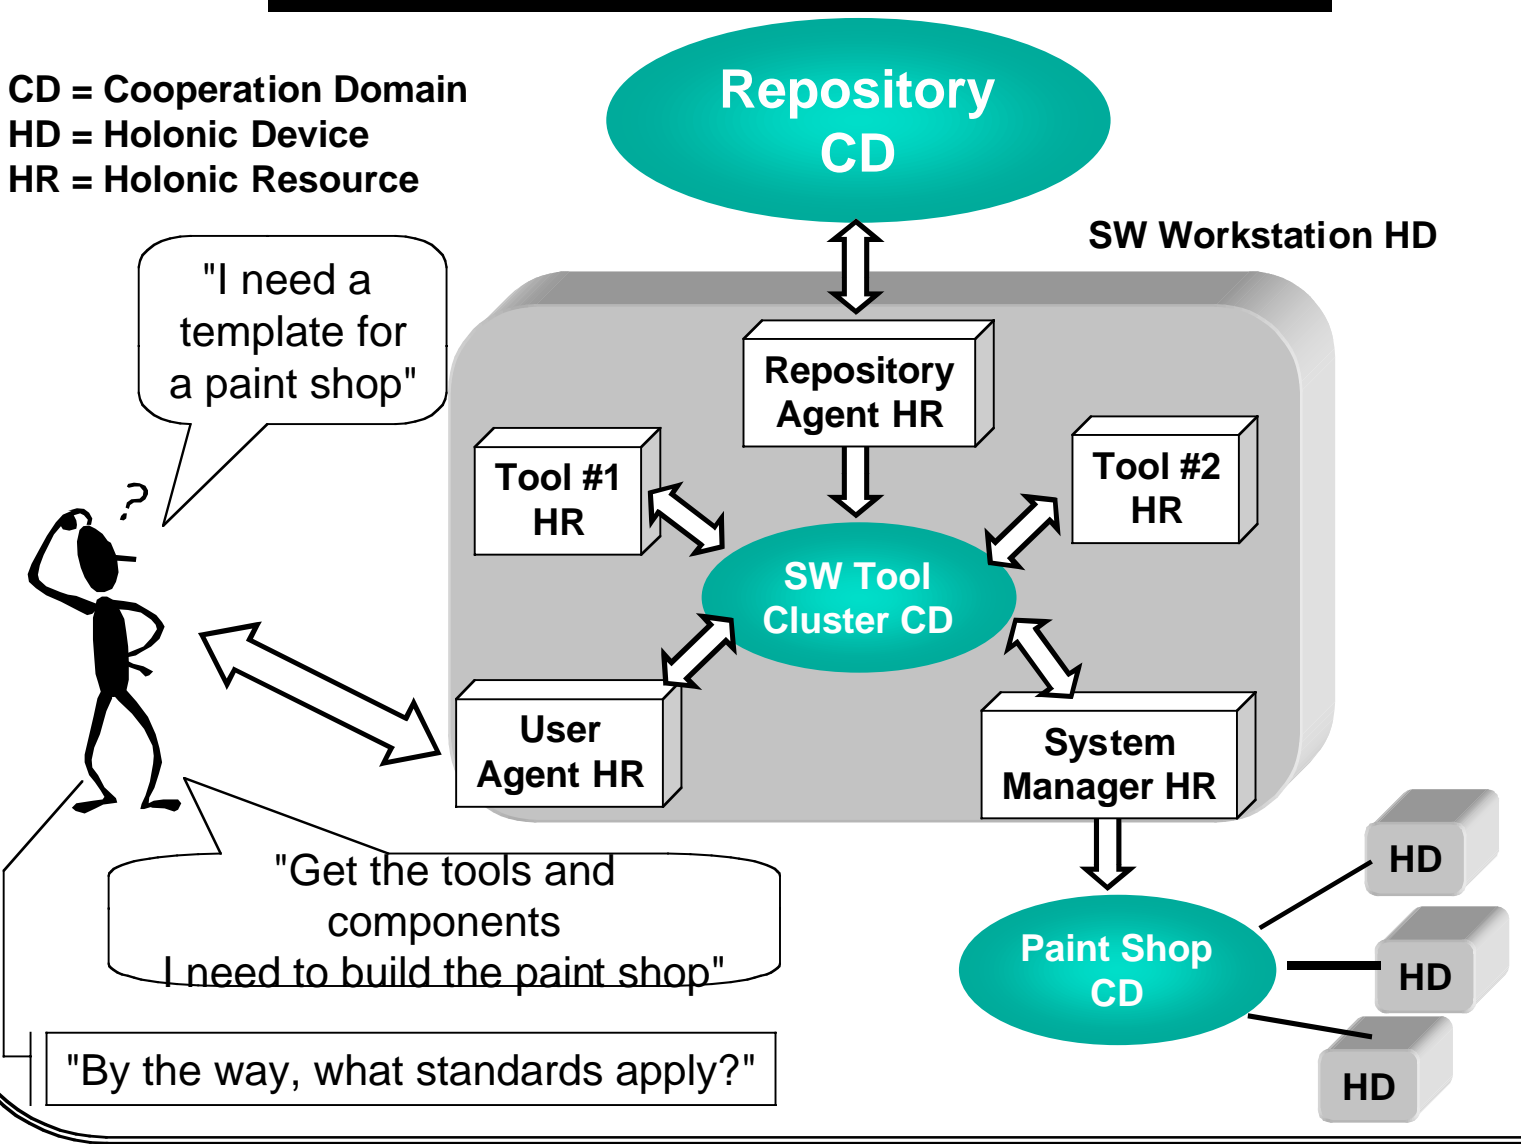 CD = Cooperation Domain
HD = Holonic Device
HR = Holonic Resource
Repository
CD
SW Workstation HD
"I need a
template for
a paint shop"
Repository
Agent HR
Tool #1
HR
Tool #2
HR
?
SW Tool
Cluster CD
User
Agent HR
System
Manager HR
"Get the tools and
components
I need to build the paint shop"
"By the way, what standards apply?"
Paint Shop
CD
HD
HD
HD